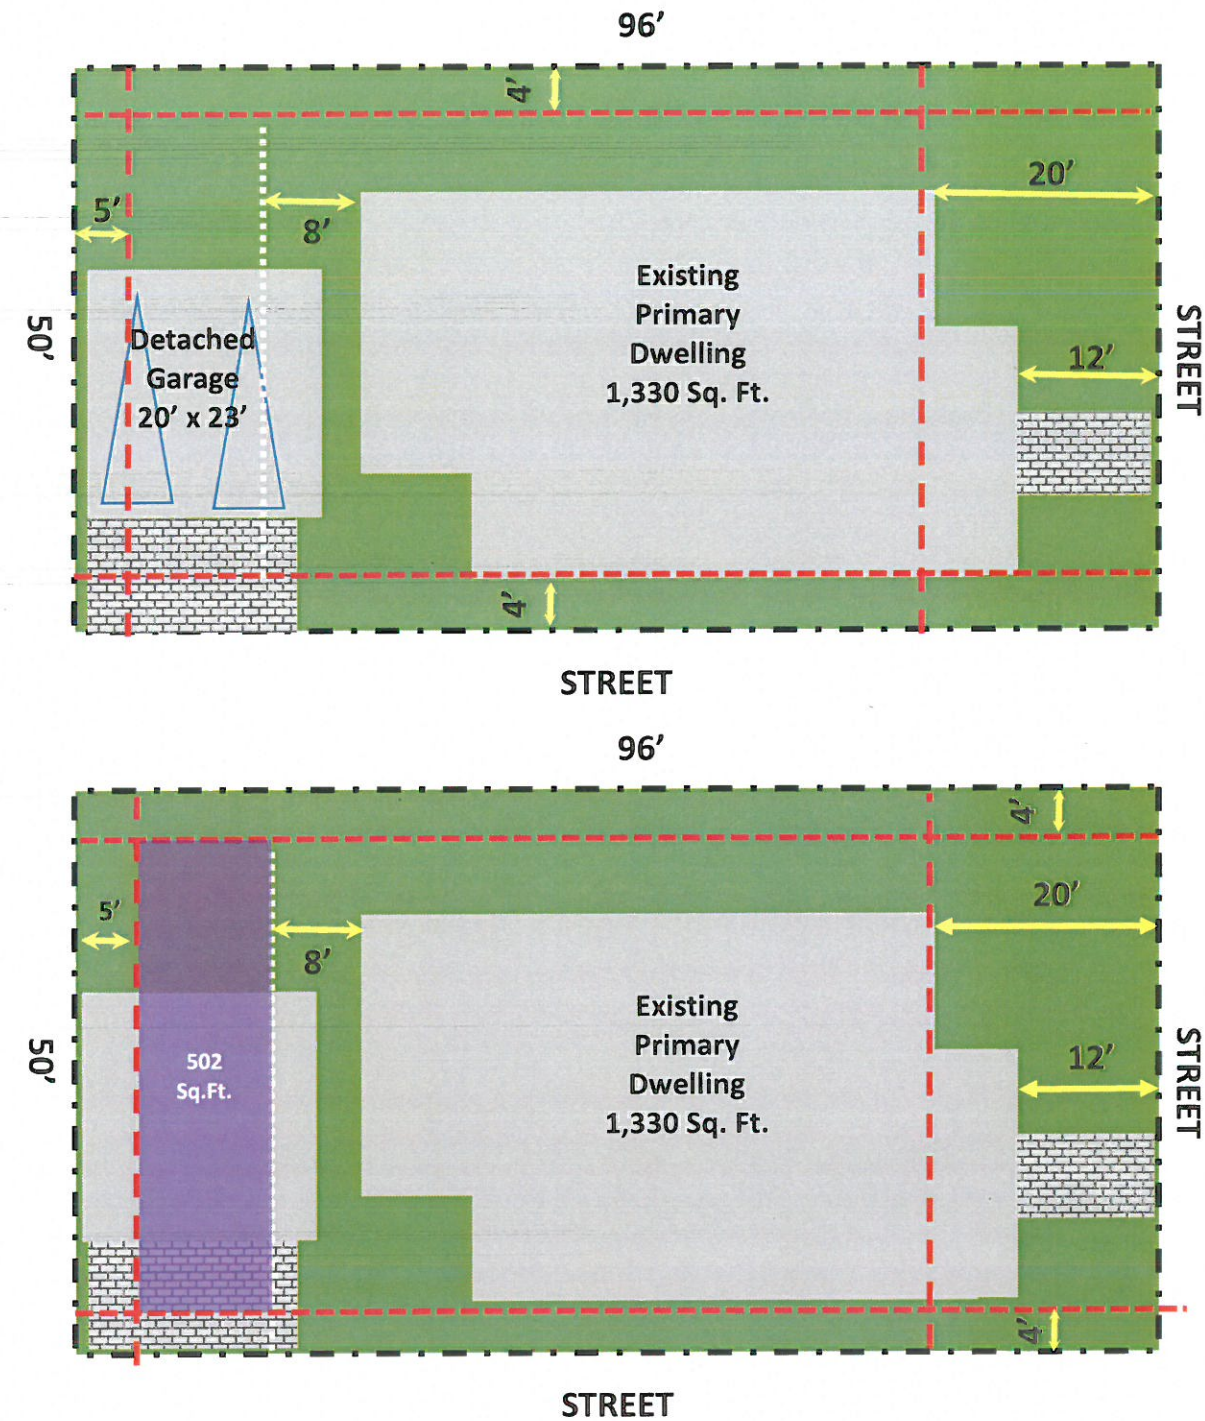 96’
4’
20’
5’
8’
Existing
Primary
Dwelling
1,330 Sq. Ft.
Detached
Garage
20’ x 23’
50’
12’
STREET
4’
STREET
96’
4’
20’
5’
8’
Existing
Primary
Dwelling
1,330 Sq. Ft.
502
Sq.Ft.
50’
12’
STREET
4’
STREET